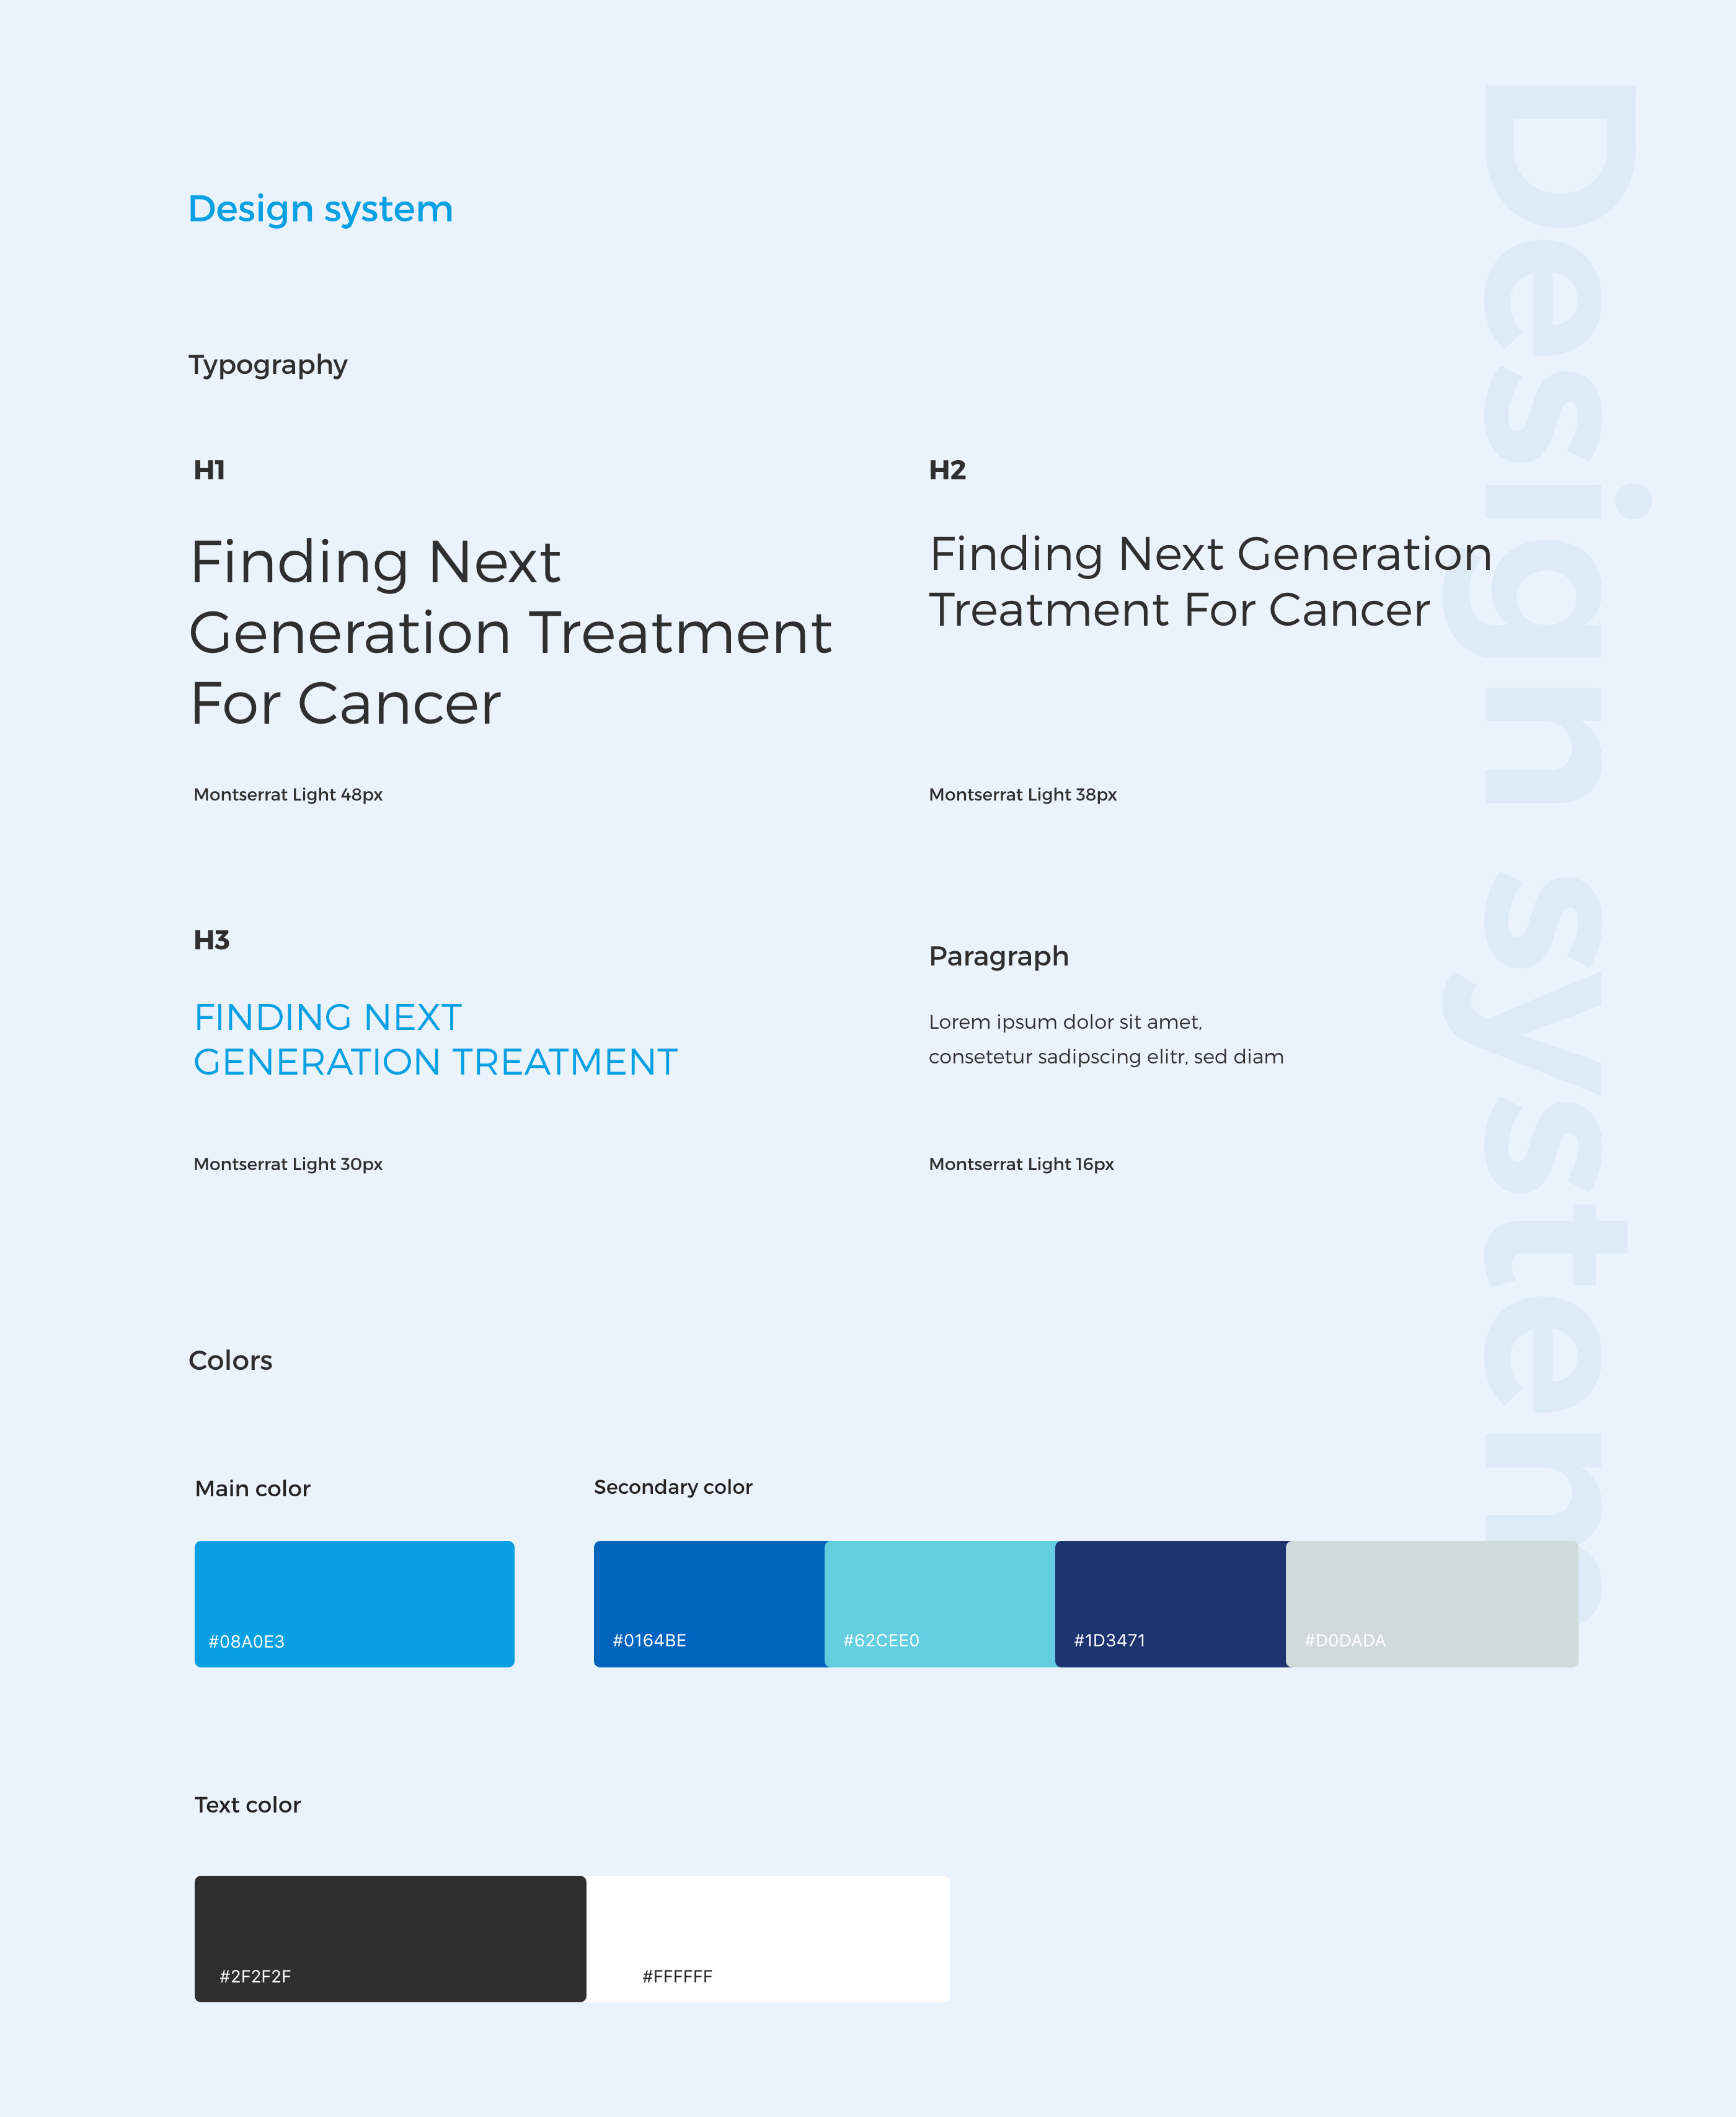 Design system
Design system
Typography
H1
Finding Next
Generation Treatment
For Cancer
Montserrat Light 48px
H2
Finding Next Generation
Treatment For Cancer
Montserrat Light 38px
H3
FINDING NEXT
GENERATION TREATMENT
Montserrat Light 30px
Paragraph
Lorem ipsum dolor sit amet,
consetetur sadipscing elitr, sed diam
Montserrat Light 16px
Colors
Main color
#08A0E3
Secondary color
#0164BE
#62CEE0
#1D3471
#D0DADA
Text color
#2F2F2F
#FFFFFF